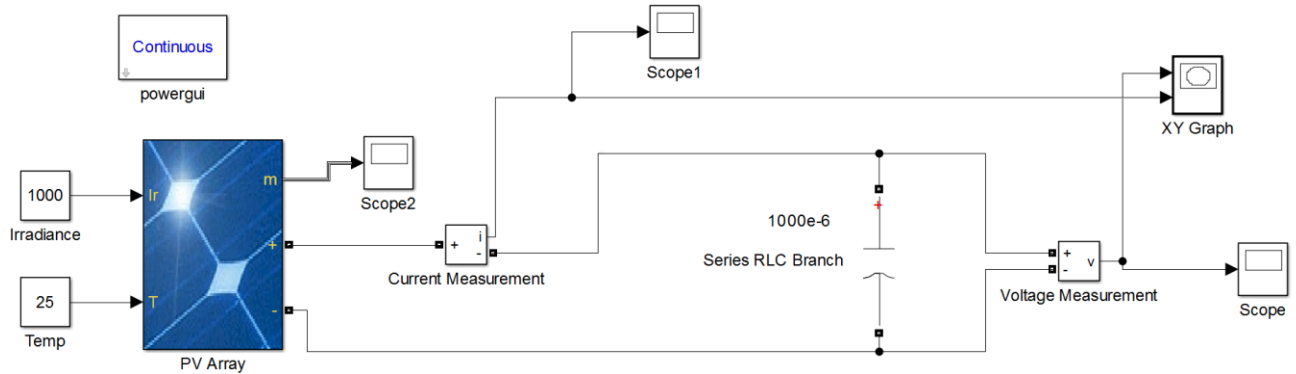 Continuous
powergui
Scope1
XY Graph
1000
Irradiance
25
Temp
Ir
T
m
+
-
PV Array
Scope2
+
i
-
Current Measurement
1000e-6
+
Series RLC Branch
+
-
v
Voltage Measurement
Scope